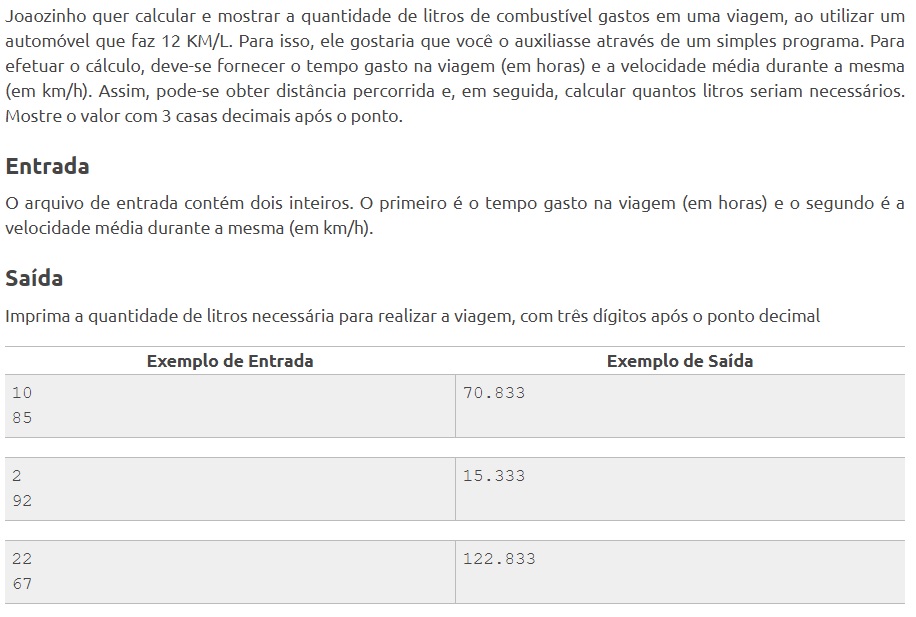 Joaozinho quer calcular e mostrar a quantidade de litros de combustível gastos em uma viagem, ao utilizar um
automóvel que faz 12 KM/L. Para isso, ele gostaria que você o auxiliasse através de um simples programa. Para
efetuar o cálculo, deve-se fornecer o tempo gasto na viagem (em horas) e a velocidade média durante a mesma
(em km/h). Assim, pode-se obter distância percorrida e, em seguida, calcular quantos litros seriam necessários.
Mostre o valor com 3 casas decimais após o ponto.
Entrada
O arquivo de entrada contém dois inteiros. O primeiro é o tempo gasto na viagem (em horas) e o segundo é a
velocidade média durante a mesma (em km/h).
Saída
Imprima a quantidade de litros necessária para realizar a viagem, com três dígitos após o ponto decimal
Exemplo de Entrada Exemplo de Saída
10 70.833
85
2 15.333
92
22 122.833
67